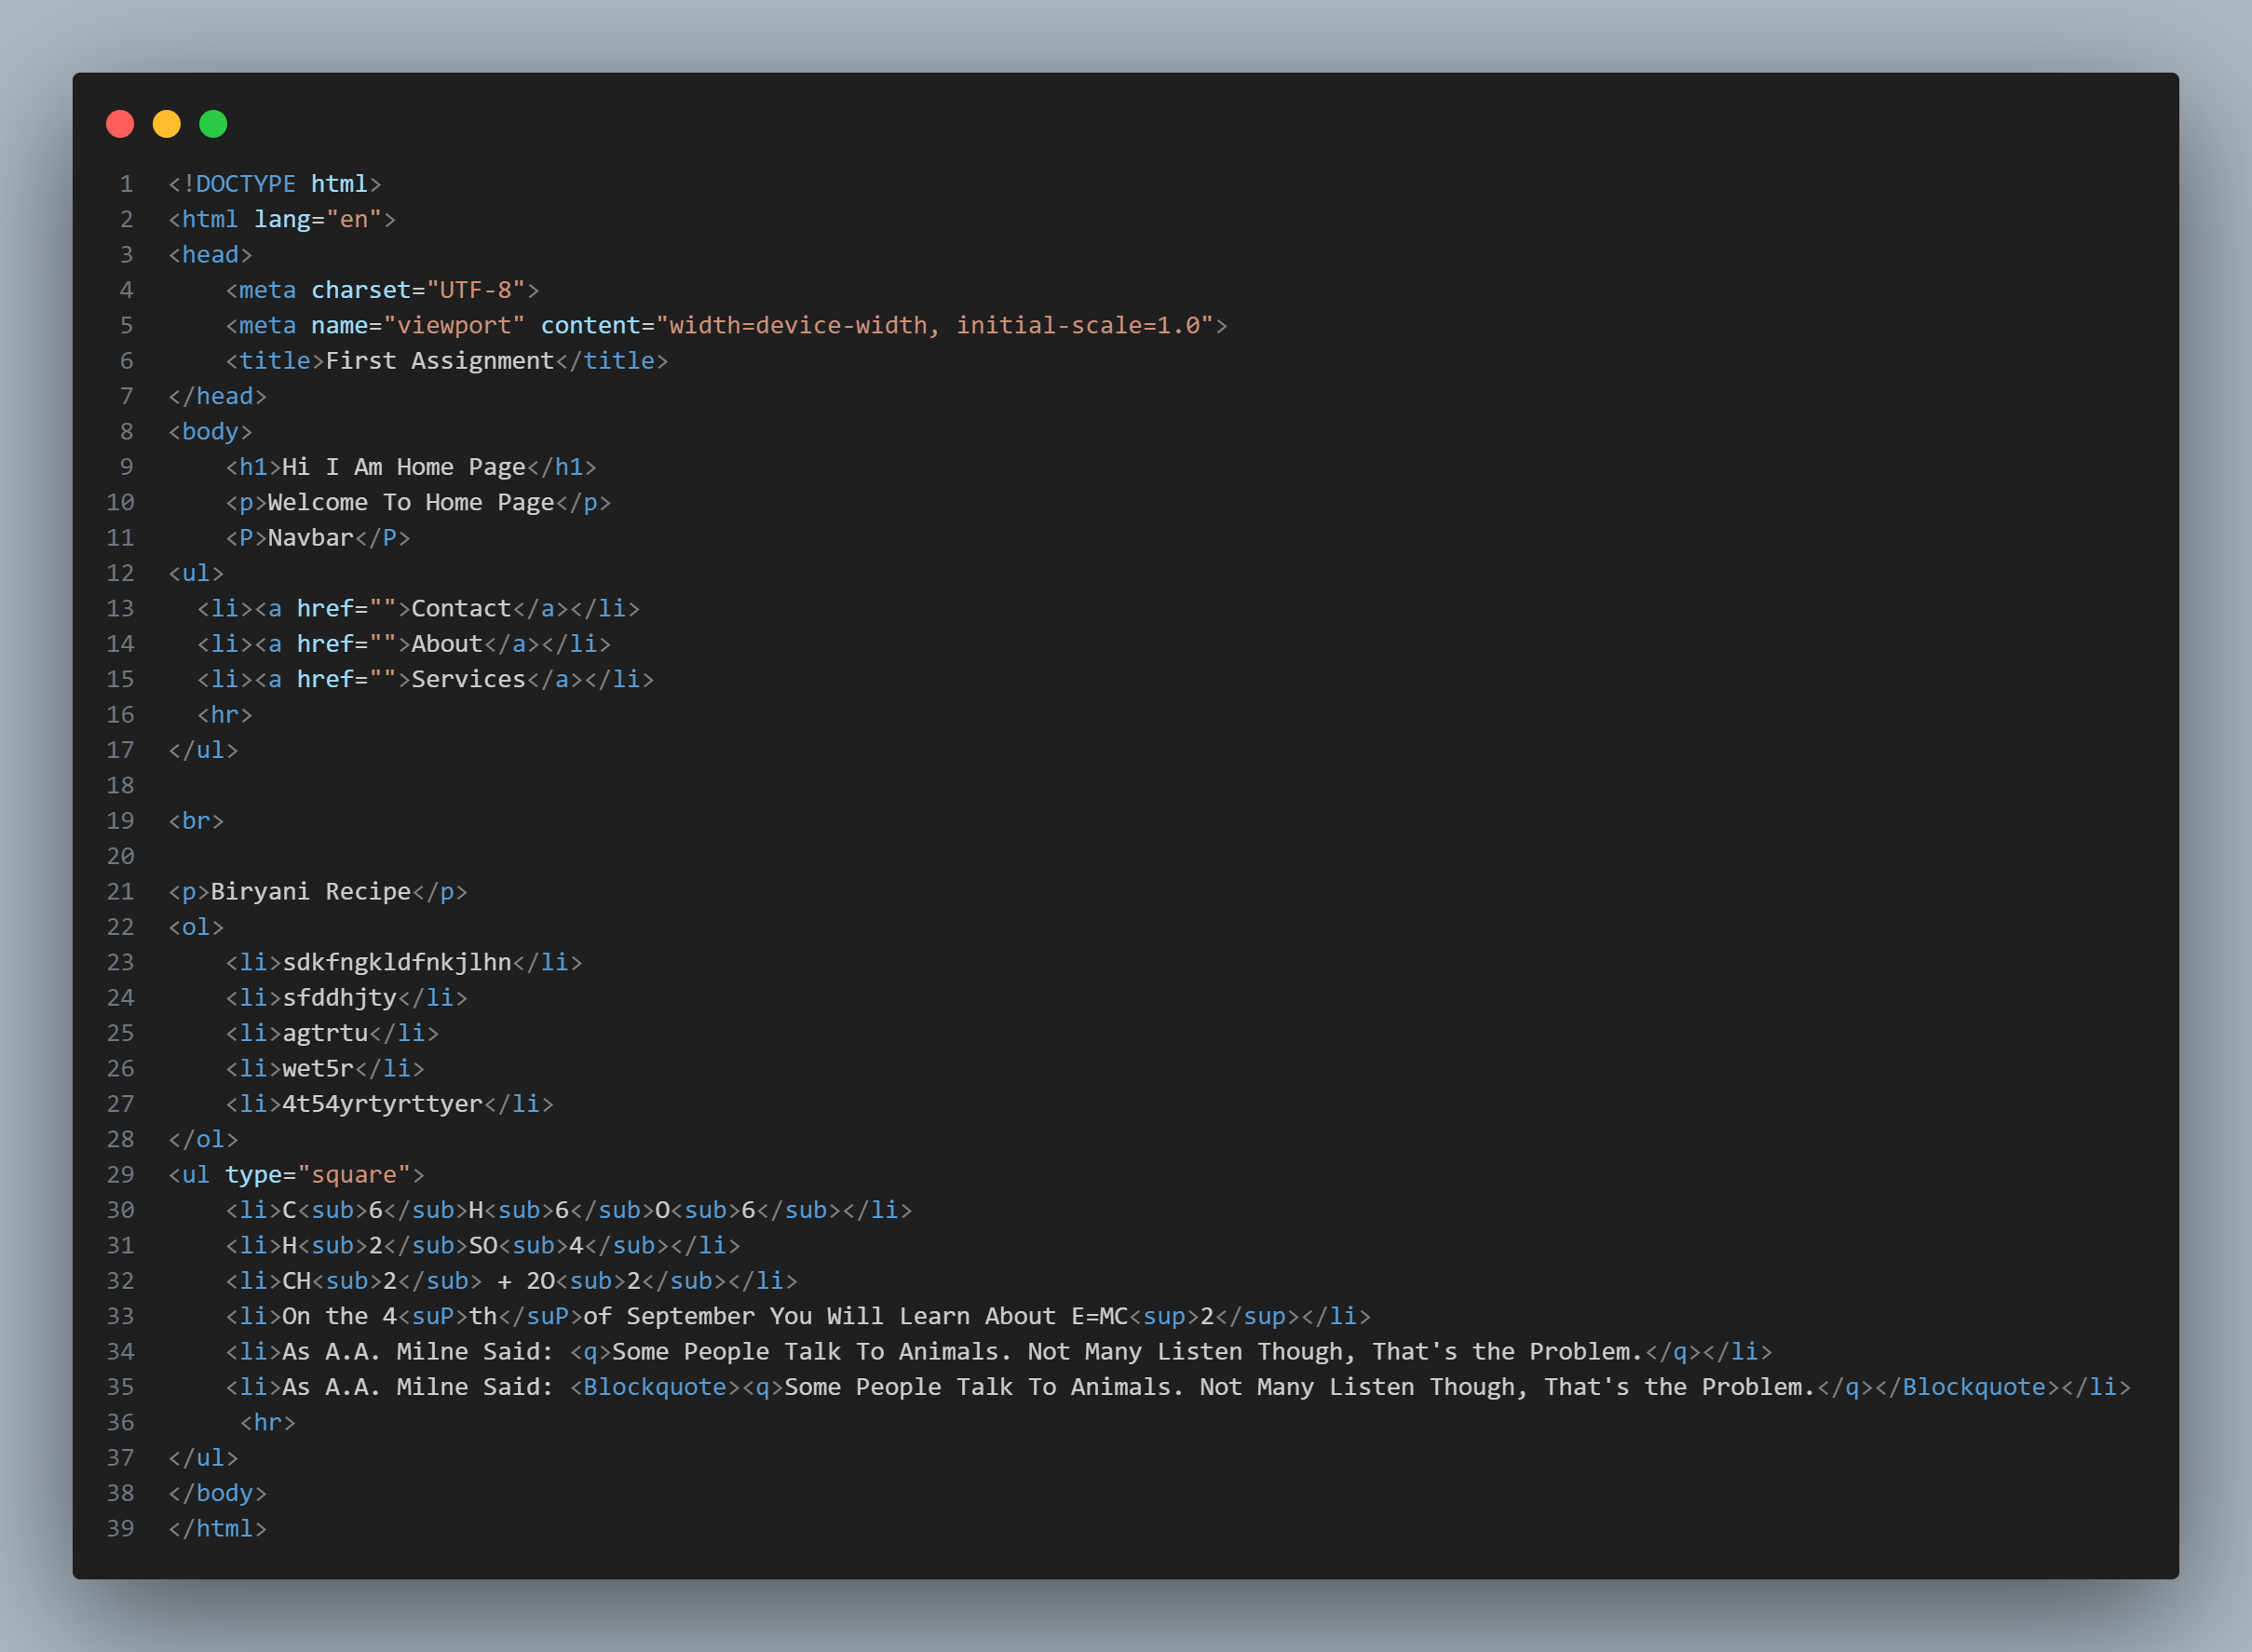 1 <!DOCTYPE html>
2 <html lang="en">
3 <head>
4     <meta charset="UTF-8">
5     <meta name="viewport" content="width=device-width, initial-scale=1.0">
6     <title>First Assignment</title>
7 </head>
8 <body>
9     <h1>Hi I Am Home Page</h1>
10     <p>Welcome To Home Page</p>
11     <P>Navbar</P>
12 <ul>
13   <li><a href="">Contact</a></li>
14   <li><a href="">About</a></li>
15   <li><a href="">Services</a></li>
16   <hr>
17 </ul>
18
19 <br>
20
21 <p>Biryani Recipe</p>
22 <ol>
23     <li>sdkfngkldfnkjlhn</li>
24     <li>sfddhjty</li>
25     <li>agtrtu</li>
26     <li>wet5r</li>
27     <li>4t54yrtyrttyer</li>
28 </ol>
29 <ul type="square">
30     <li>C<sub>6</sub>H<sub>6</sub>O<sub>6</sub></li>
31     <li>H<sub>2</sub>SO<sub>4</sub></li>
32     <li>CH<sub>2</sub> + 2O<sub>2</sub></li>
33     <li>On the 4<suP>th</suP>of September You Will Learn About E=MC<sup>2</sup></li>
34     <li>As A.A. Milne Said: <q>Some People Talk To Animals. Not Many Listen Though, That's the Problem.</q></li>
35     <li>As A.A. Milne Said: <Blockquote><q>Some People Talk To Animals. Not Many Listen Though, That's the Problem.</q></Blockquote></li>
36      <hr>
37 </ul>
38 </body>
39 </html>